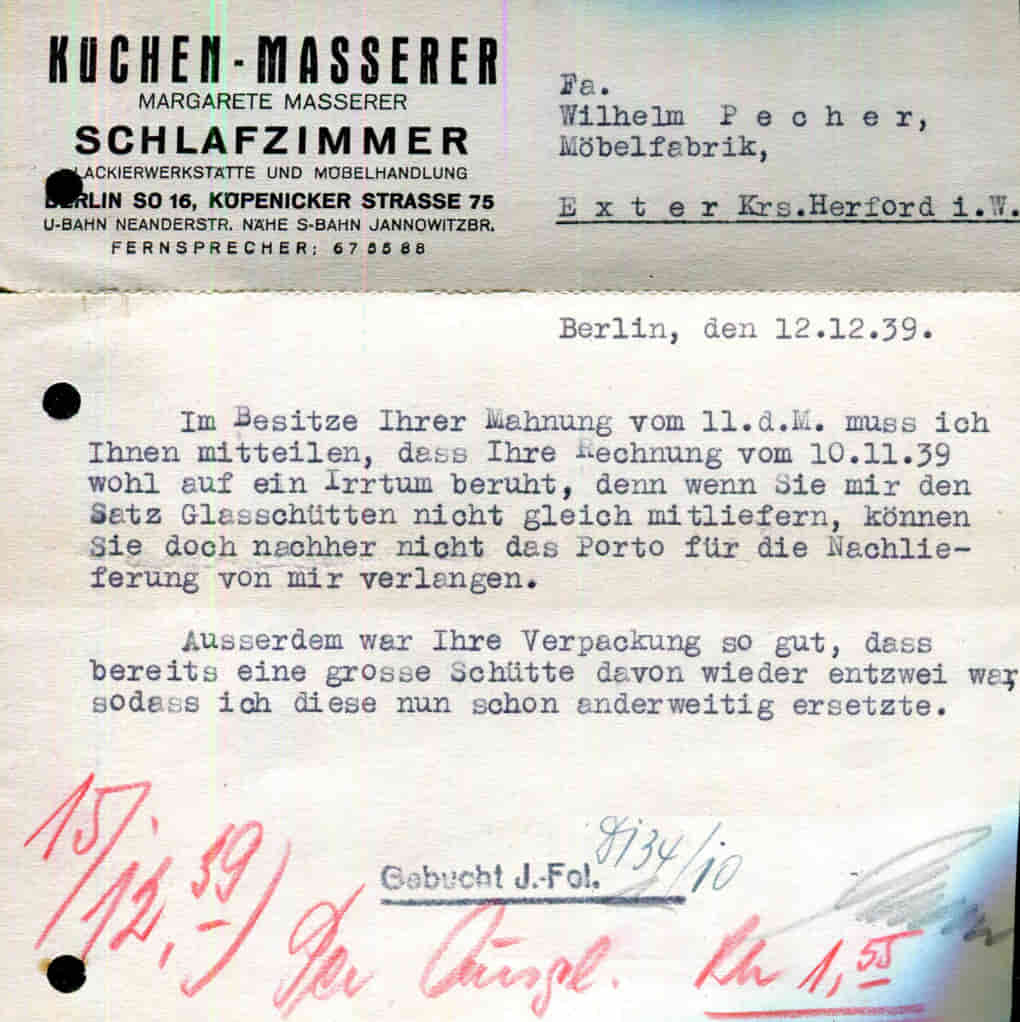 KÜCHEN-MASSERER
MARGARETE MASSERER
SCHLAFZIMMER
LACKIERWERKSTÄTTE UND MÖBELHANDLUNG
BERLIN SO 16, KÖPENICKER STRASSE 75
U-BAHN NEANDERSTR. NÄHE S-BAHN JANNOWITZBR.
FERNSPRECHER: 67 55 88
Fa.
Wilhelm P e c h e r,
Möbelfabrik,
E x t e r Krs.Herford i.W.
Berlin, den 12.12.39.
Im Besitze Ihrer Mahnung vom 11.d.M. muss ich
Ihnen mitteilen, dass Ihre Rechnung vom 10.11.39
wohl auf ein Irrtum beruht, denn wenn Sie mir den
Satz Glasschütten nicht gleich mitliefern, können
Sie doch nachher nicht das Porto für die Nachlie-
ferung von mir verlangen.
Ausserdem war Ihre Verpackung so gut, dass
bereits eine grosse Schütte davon wieder entzwei war,
sodass ich diese nun schon anderweitig ersetzte.
15/12.39
Gebucht J.-Fol.
1,55